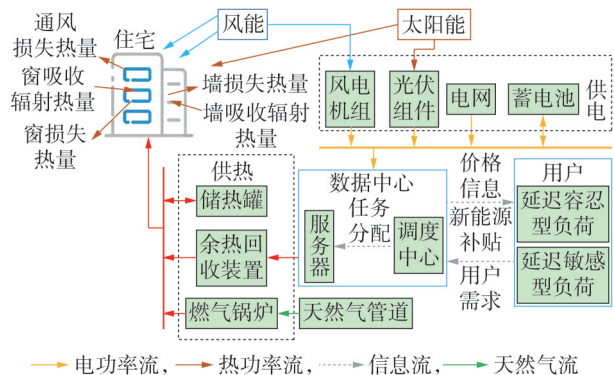 通风
损失热量
窗吸收
辐射热量
窗损失
热量
住宅
风能
太阳能
墙损失热量
墙吸收辐射
热量
风电
机组
光伏
组件
电网
蓄电池
供电
供热
储热罐
余热回
收装置
燃气锅炉
天然气管道
数据中心
任务
分配
服务器
调度
中心
价格
信息
新能源
补贴
用户
需求
用户
延迟容忍
型负荷
延迟敏感
型负荷
电功率流, 热功率流, 信息流, 天然气流